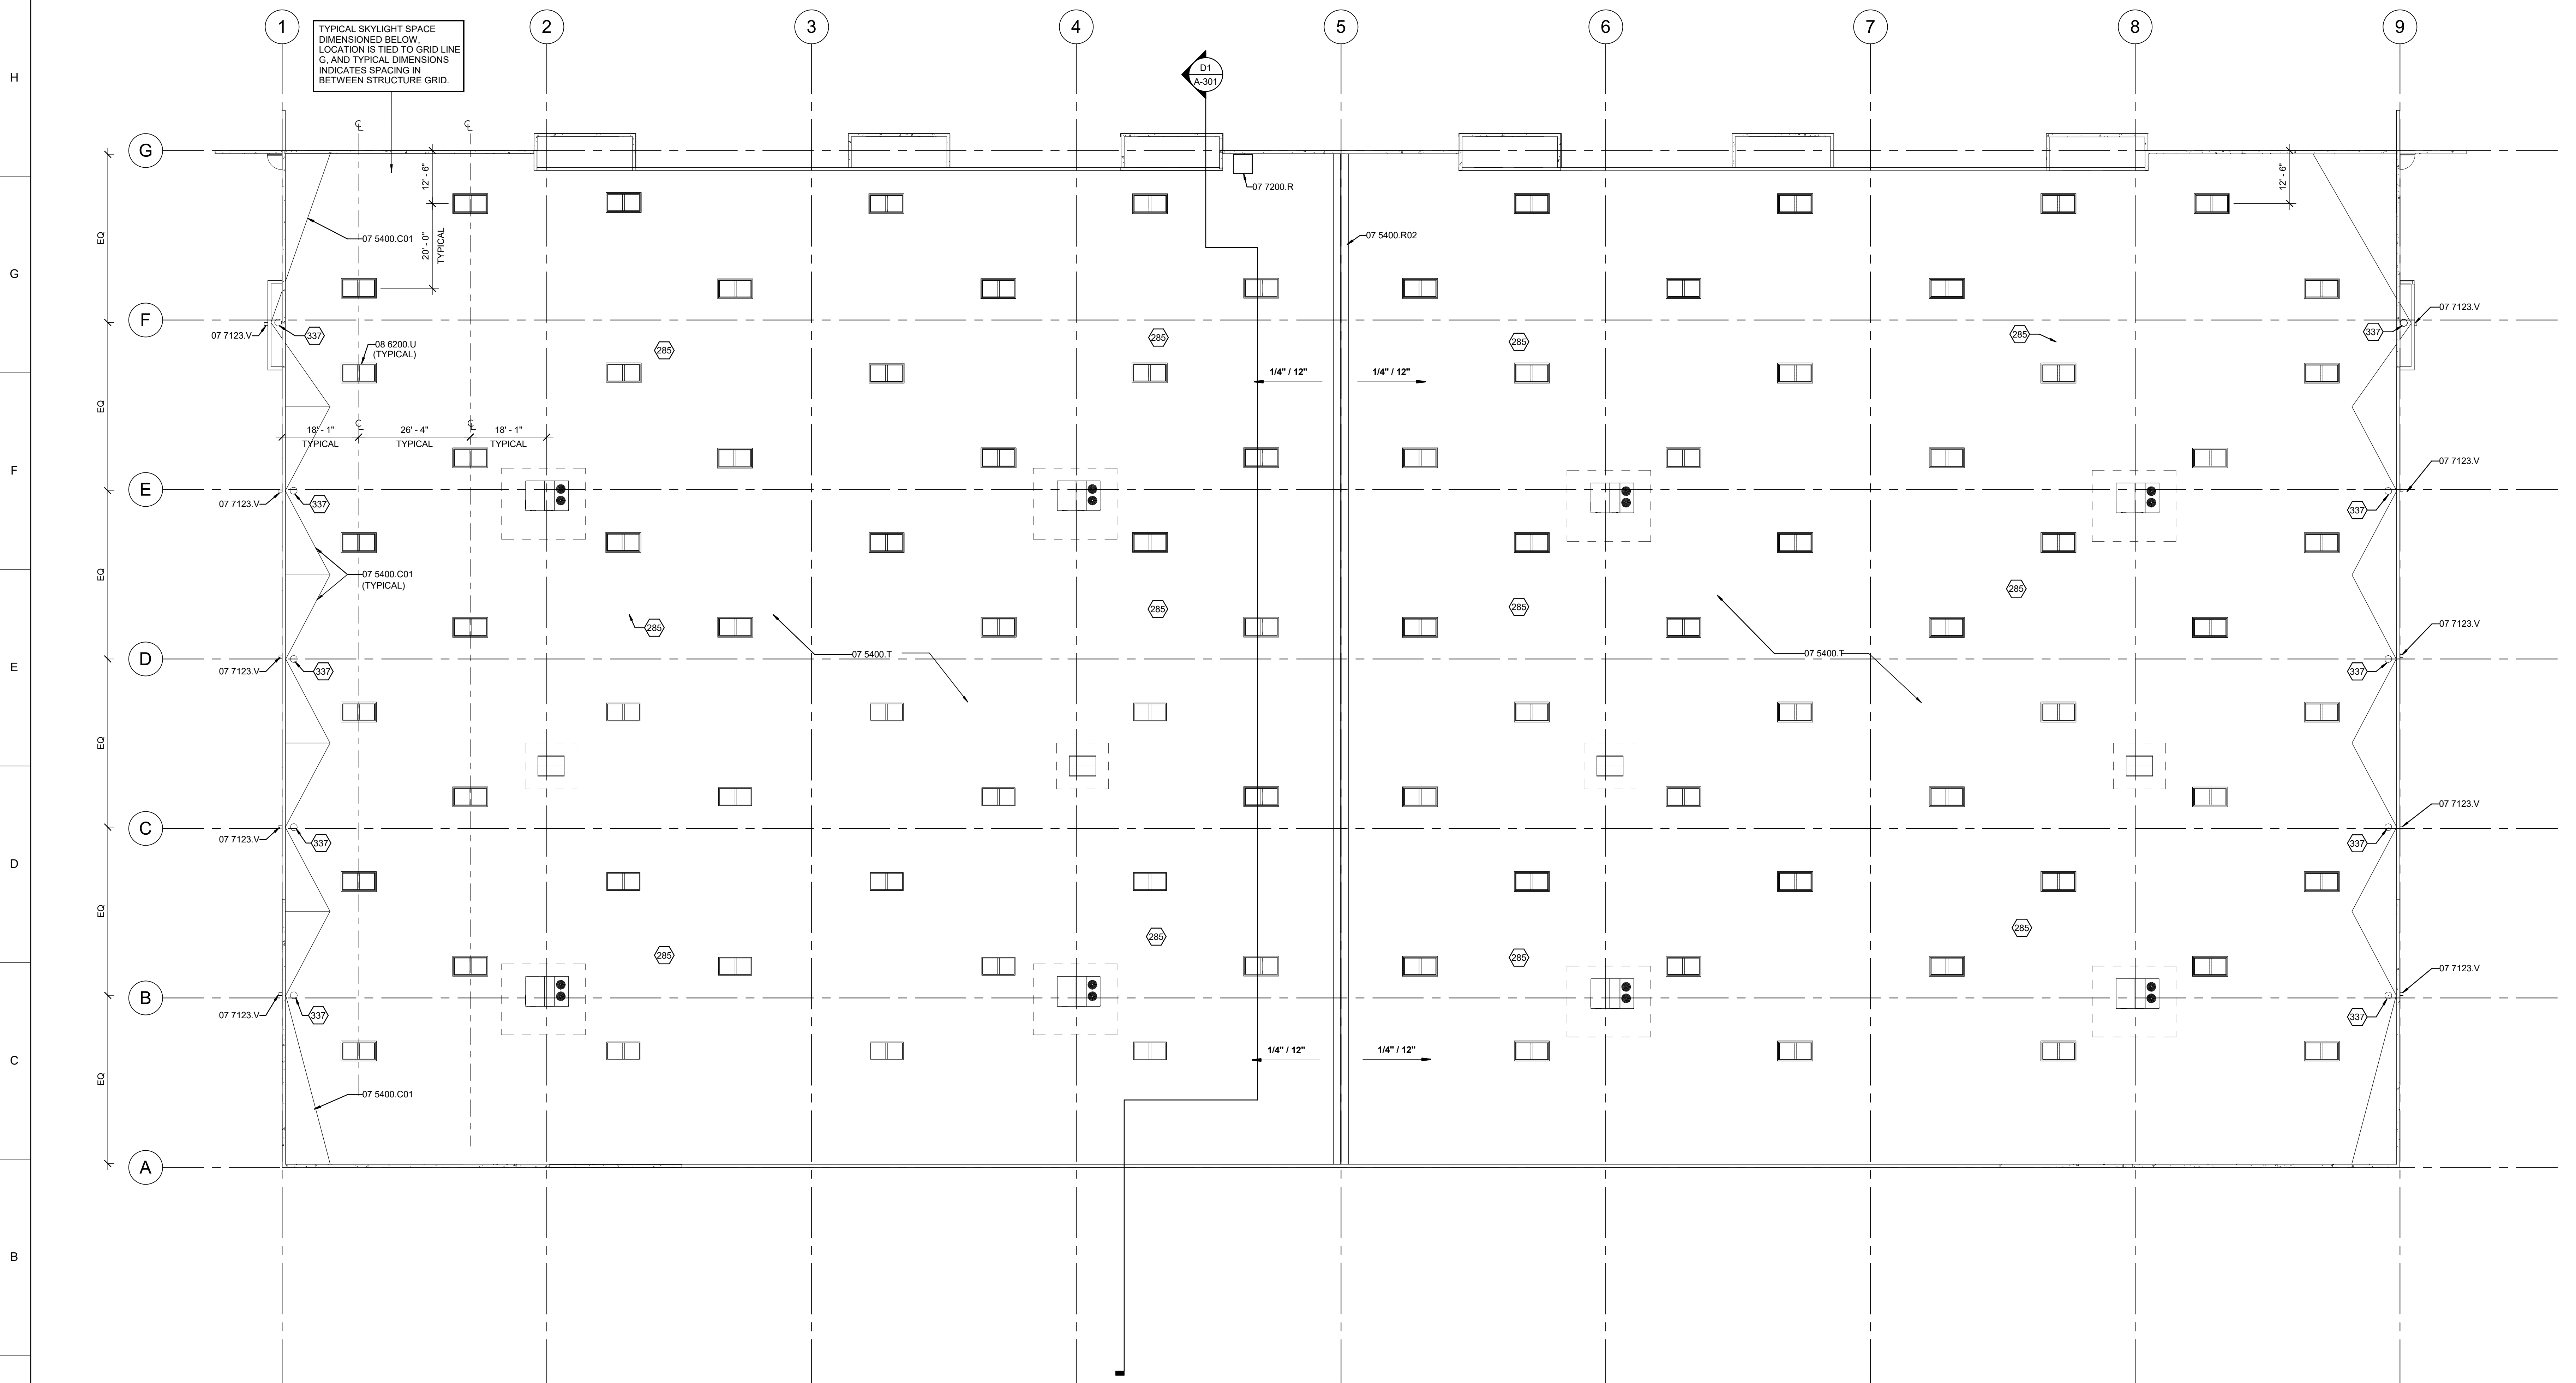 1 2 3 4 5 6 7 8 9
TYPICAL SKYLIGHT SPACE
DIMENSIONED BELOW,
LOCATION IS TIED TO GRID LINE
G, AND TYPICAL DIMENSIONS
INDICATES SPACING IN
BETWEEN STRUCTURE GRID.
D1
A-301
H
℄ ℄
G
12' - 6"
12' - 6"
07 7200.R
EQ
07 5400.C01
20' - 0"
TYPICAL
07 5400.R02
G
F
07 7123.V
337
07 7123.V
337
08 6200.U
(TYPICAL)
285
285
285
285
1/4" / 12"
1/4" / 12"
EQ
℄
18' - 1"
TYPICAL
26' - 4"
TYPICAL
18' - 1"
TYPICAL
F
07 7123.V
E
07 7123.V
337
337
EQ
07 5400.C01
(TYPICAL)
285
285
285
285
07 7123.V
07 5400.T
07 5400.T
E
D
07 7123.V
337
337
EQ
07 7123.V
C
07 7123.V
337
337
D
EQ
285
285
285
285
07 7123.V
B
07 7123.V
337
337
1/4" / 12"
1/4" / 12"
C
EQ
07 5400.C01
A
B